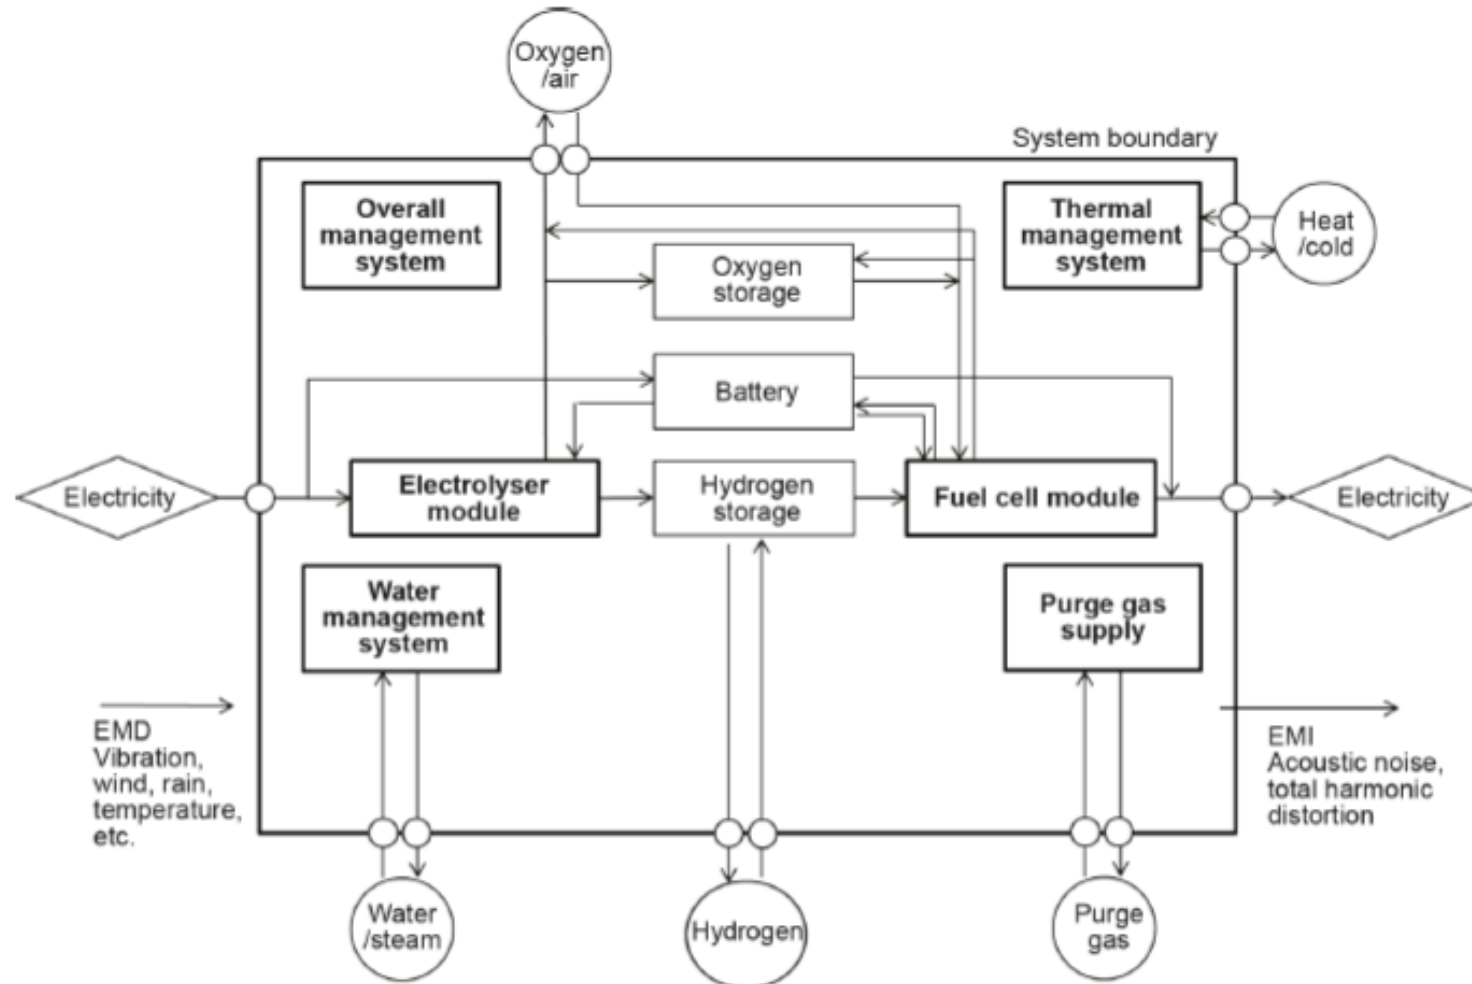 Oxygen
/air
System boundary
Overall
management
system
Thermal
management
system
Heat
/cold
Oxygen
storage
Battery
Electricity
Electrolyser
module
Hydrogen
storage
Fuel cell module
Electricity
Water
management
system
Purge gas
supply
EMD
Vibration,
wind, rain,
temperature,
etc.
EMI
Acoustic noise,
total harmonic
distortion
Water
/steam
Hydrogen
Purge
gas